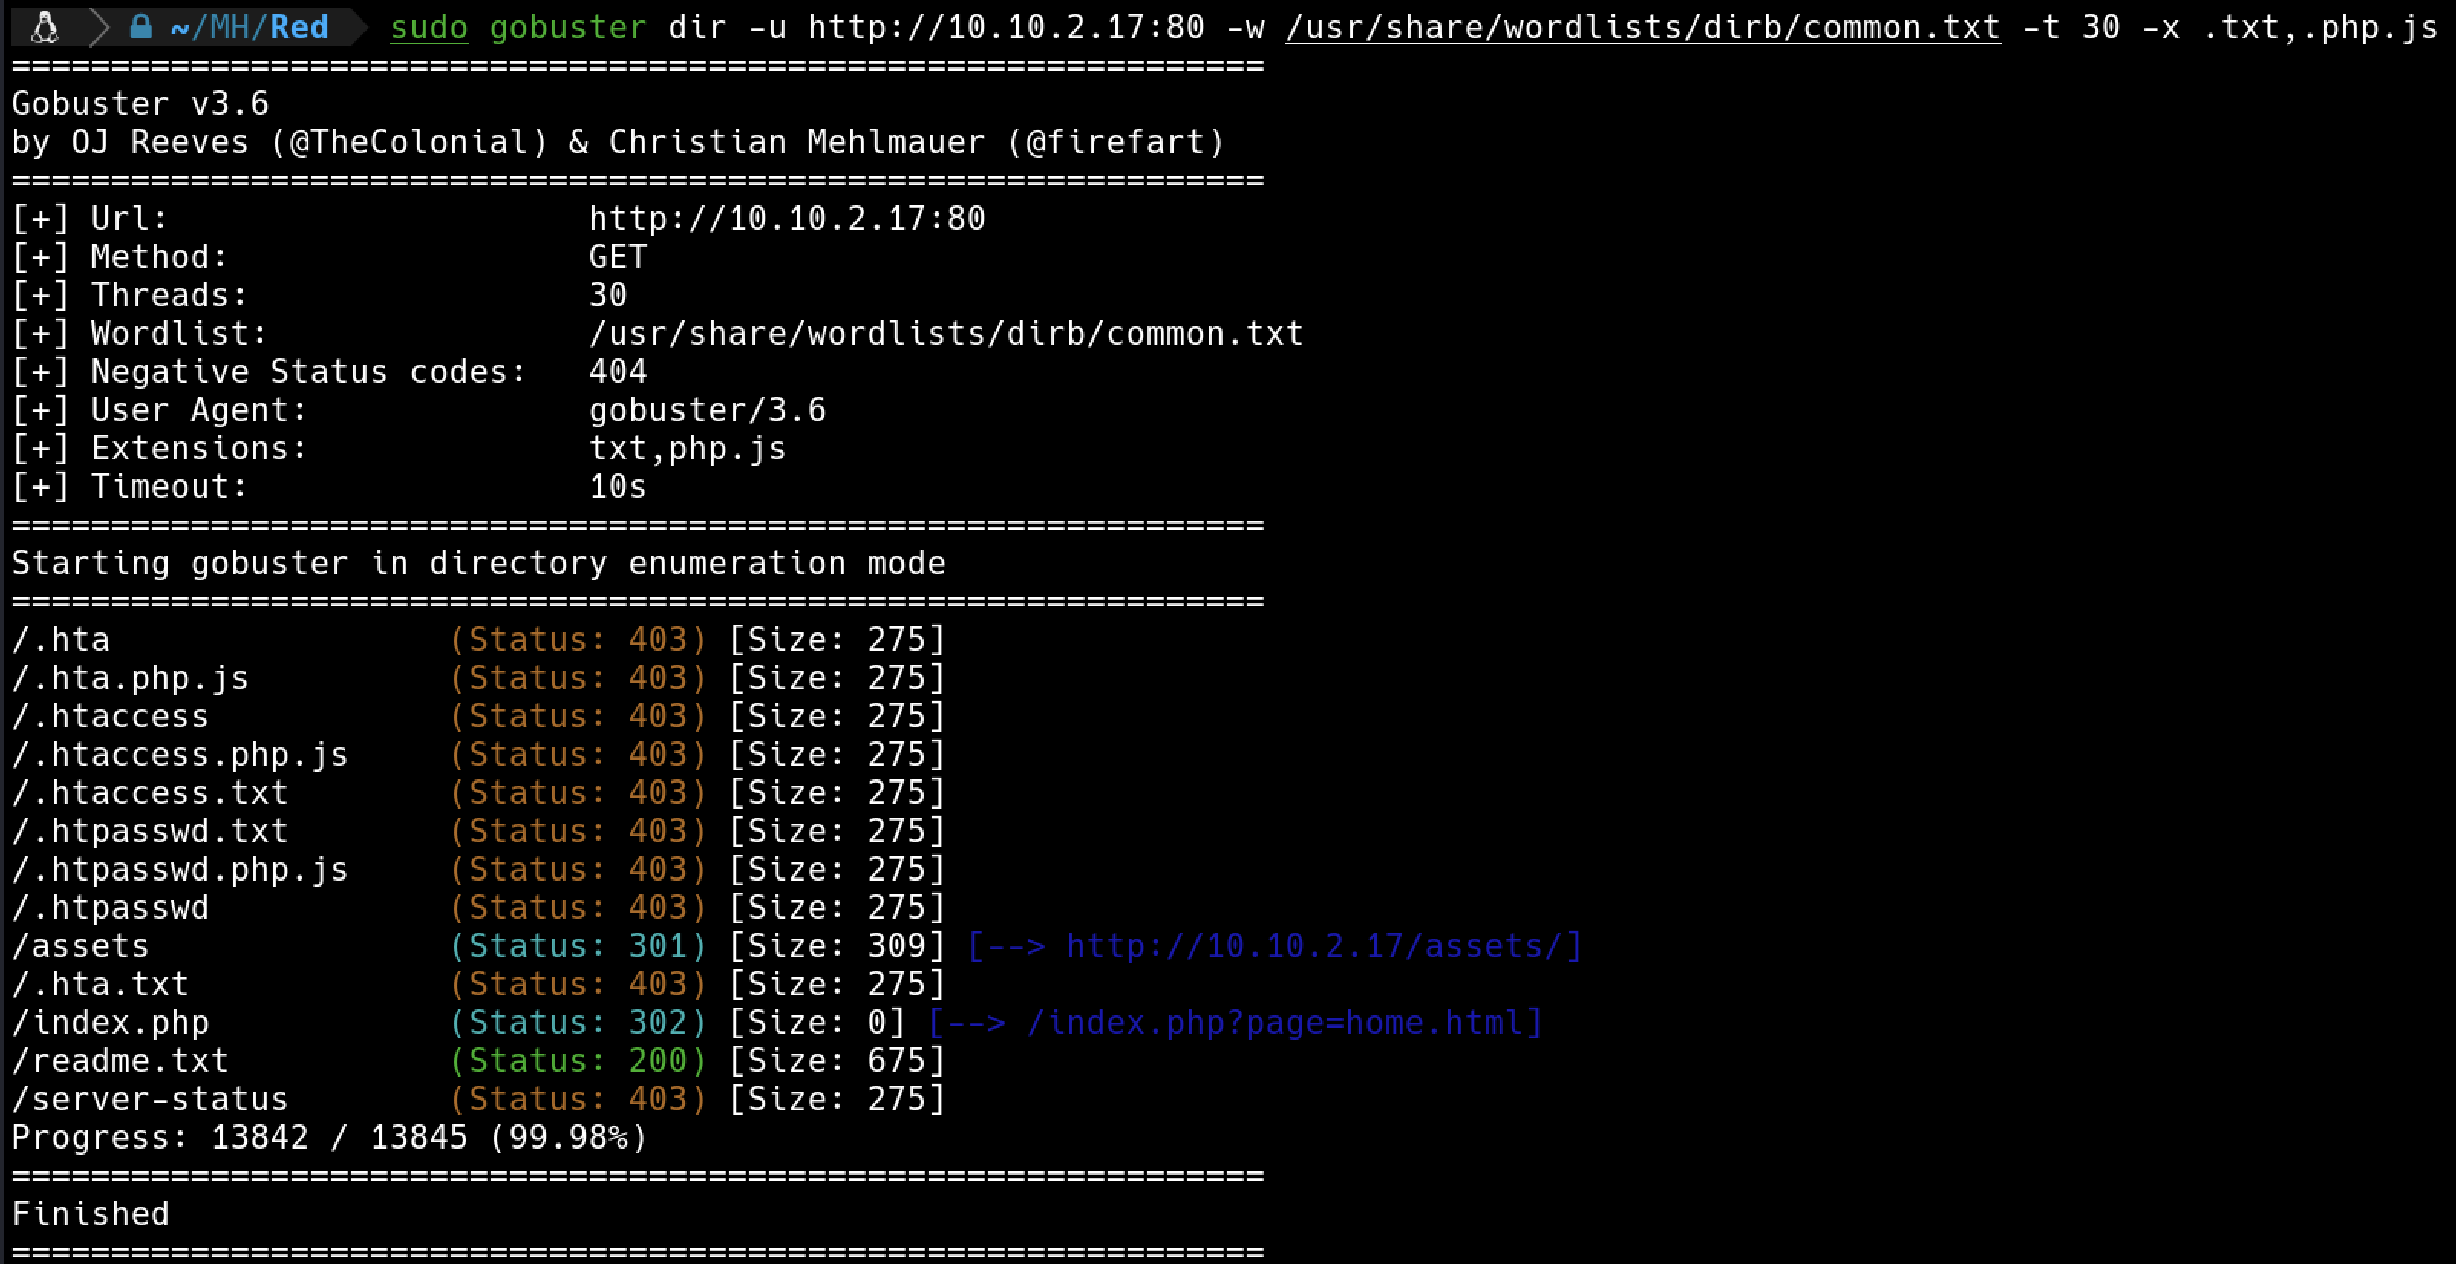 ~/MH/Red sudo gobuster dir -u http://10.10.2.17:80 -w /usr/share/wordlists/dirb/common.txt -t 30 -x .txt,.php.js
===============================================================
Gobuster v3.6
by OJ Reeves (@TheColonial) & Christian Mehlmauer (@firefart)
===============================================================
[+] Url:                     http://10.10.2.17:80
[+] Method:                  GET
[+] Threads:                 30
[+] Wordlist:                /usr/share/wordlists/dirb/common.txt
[+] Negative Status codes:   404
[+] User Agent:              gobuster/3.6
[+] Extensions:              txt,php.js
[+] Timeout:                 10s
===============================================================
Starting gobuster in directory enumeration mode
===============================================================
/.hta                 (Status: 403) [Size: 275]
/.hta.php.js          (Status: 403) [Size: 275]
/.htaccess            (Status: 403) [Size: 275]
/.htaccess.php.js     (Status: 403) [Size: 275]
/.htaccess.txt        (Status: 403) [Size: 275]
/.htpasswd.txt        (Status: 403) [Size: 275]
/.htpasswd.php.js     (Status: 403) [Size: 275]
/.htpasswd            (Status: 403) [Size: 275]
/assets               (Status: 301) [Size: 309] [--> http://10.10.2.17/assets/]
/.hta.txt             (Status: 403) [Size: 275]
/index.php            (Status: 302) [Size: 0] [--> /index.php?page=home.html]
/readme.txt           (Status: 200) [Size: 675]
/server-status        (Status: 403) [Size: 275]
Progress: 13842 / 13845 (99.98%)
===============================================================
Finished
===============================================================